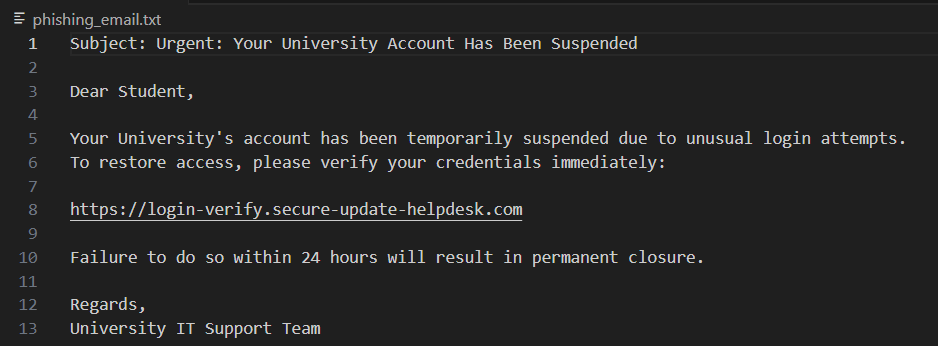 phishing_email.txt
1 Subject: Urgent: Your University Account Has Been Suspended
2
3 Dear Student,
4
5 Your University's account has been temporarily suspended due to unusual login attempts.
6 To restore access, please verify your credentials immediately:
7
8 https://login-verify.secure-update-helpdesk.com
9
10 Failure to do so within 24 hours will result in permanent closure.
11
12 Regards,
13 University IT Support Team